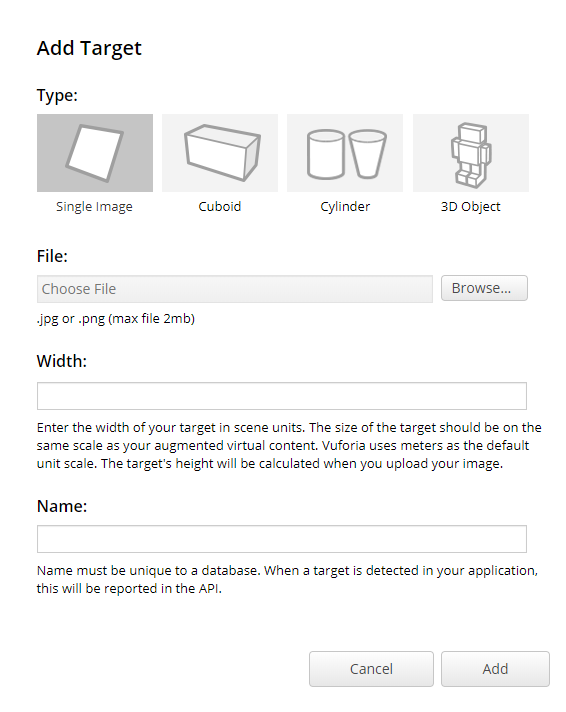 Add Target
Type:
Single Image
Cuboid
Cylinder
3D Object
File:
Choose File
Browse...
.jpg or .png (max file 2mb)
Width:
Enter the width of your target in scene units. The size of the target should be on the
same scale as your augmented virtual content. Vuforia uses meters as the default
unit scale. The target's height will be calculated when you upload your image.
Name:
Name must be unique to a database. When a target is detected in your application,
this will be reported in the API.
Cancel
Add